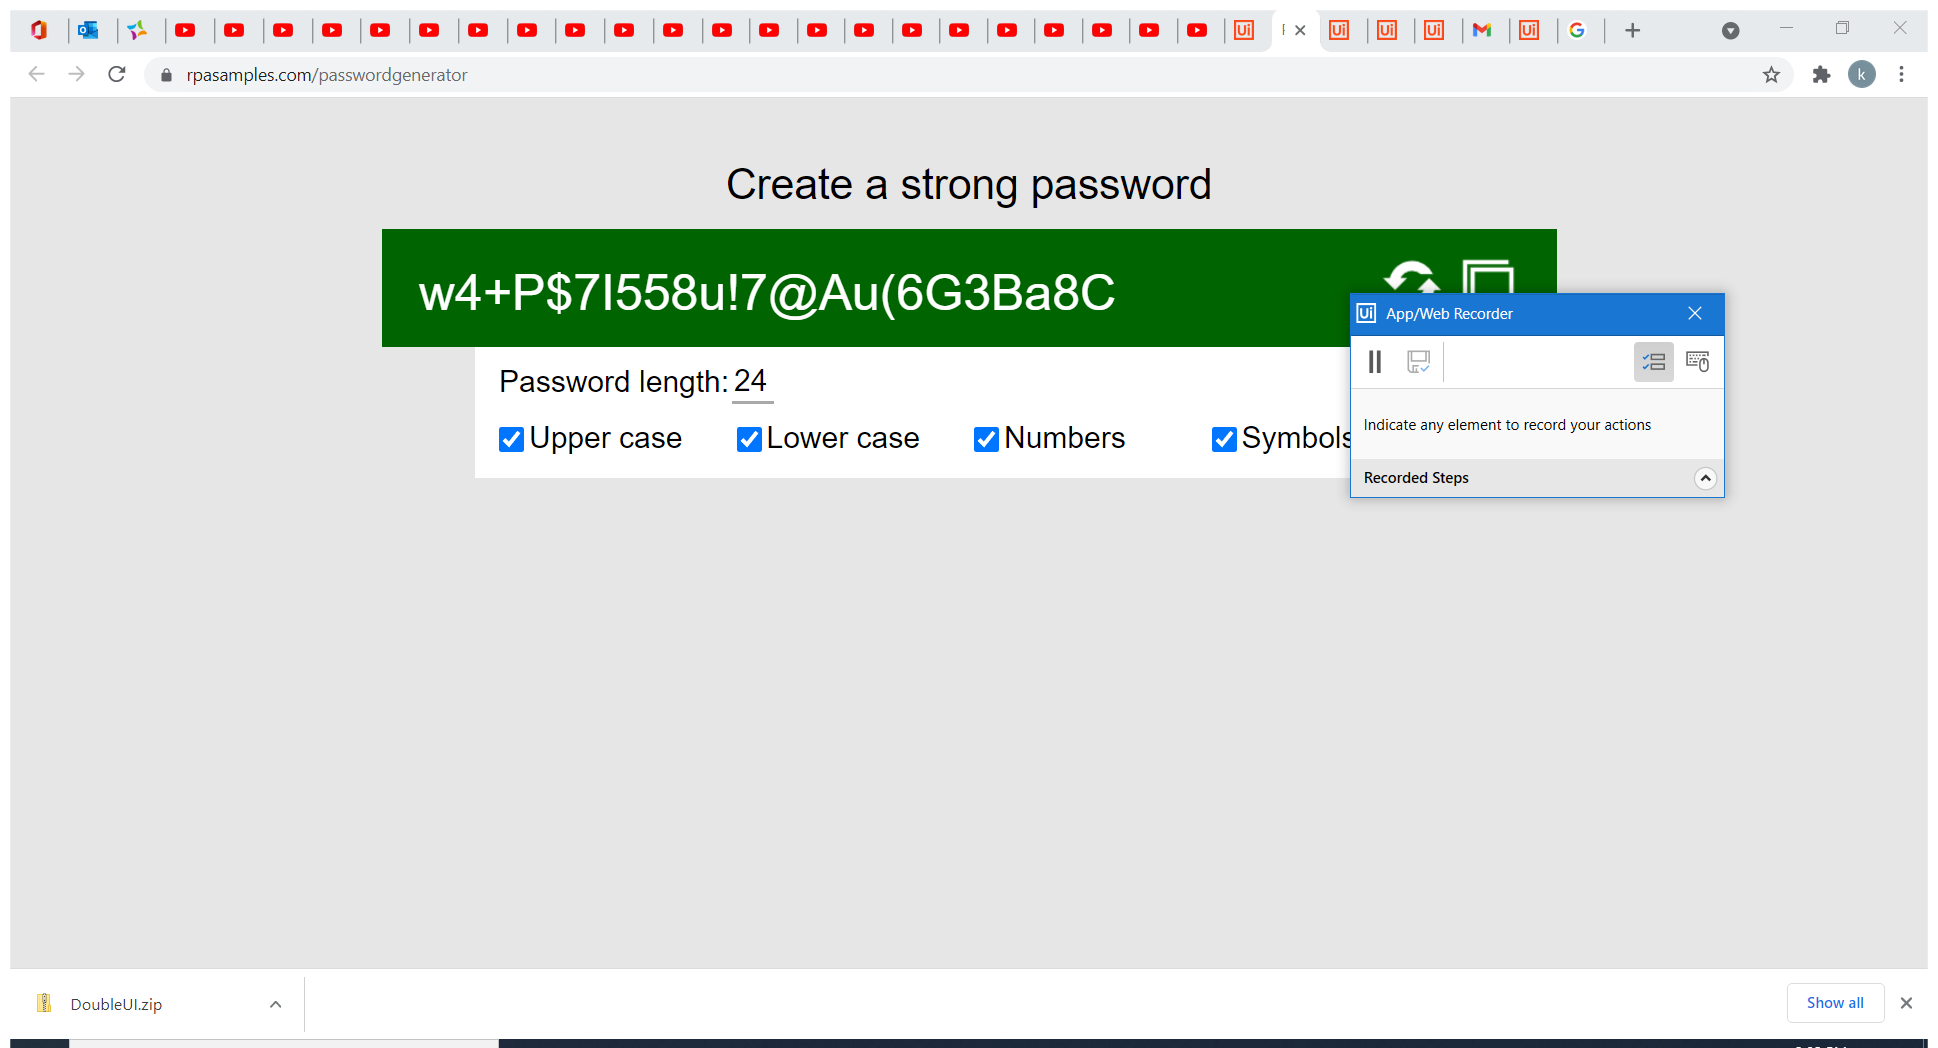 rpasamples.com/passwordgenerator
k
Create a strong password
w4+P$7I558u!7@Au(6G3Ba8C
Ui App/Web Recorder
Password length: 24
Indicate any element to record your actions
Upper case Lower case Numbers Symbols
Recorded Steps
DoubleUI.zip
Show all